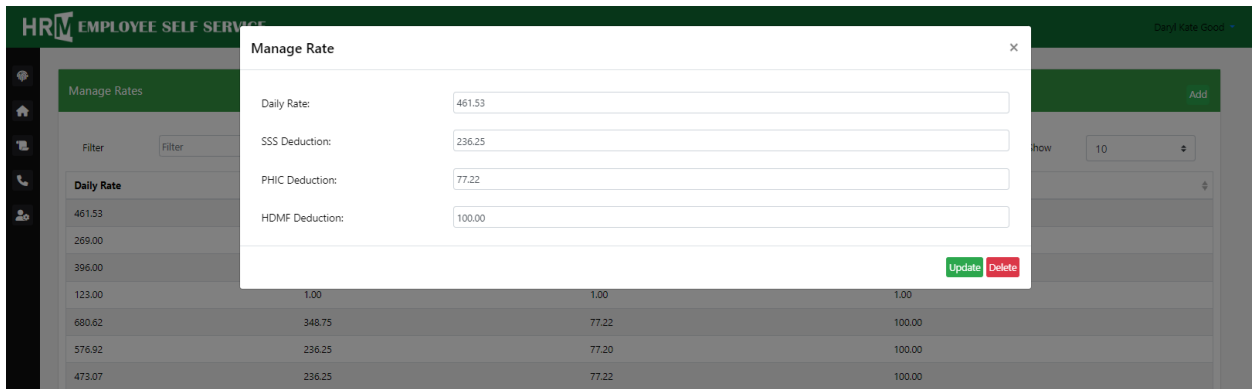 HRM EMPLOYEE SELF SERVICE
Daryl Kate Good
Manage Rate
×
Manage Rates
Add
Daily Rate:
461.53
Filter
Filter
SSS Deduction:
236.25
Show
10
PHIC Deduction:
77.22
Daily Rate
HDMF Deduction:
100.00
461.53
269.00
396.00
Update Delete
123.00 1.00 1.00 1.00
680.62 348.75 77.22 100.00
576.92 236.25 77.20 100.00
473.07 236.25 77.22 100.00